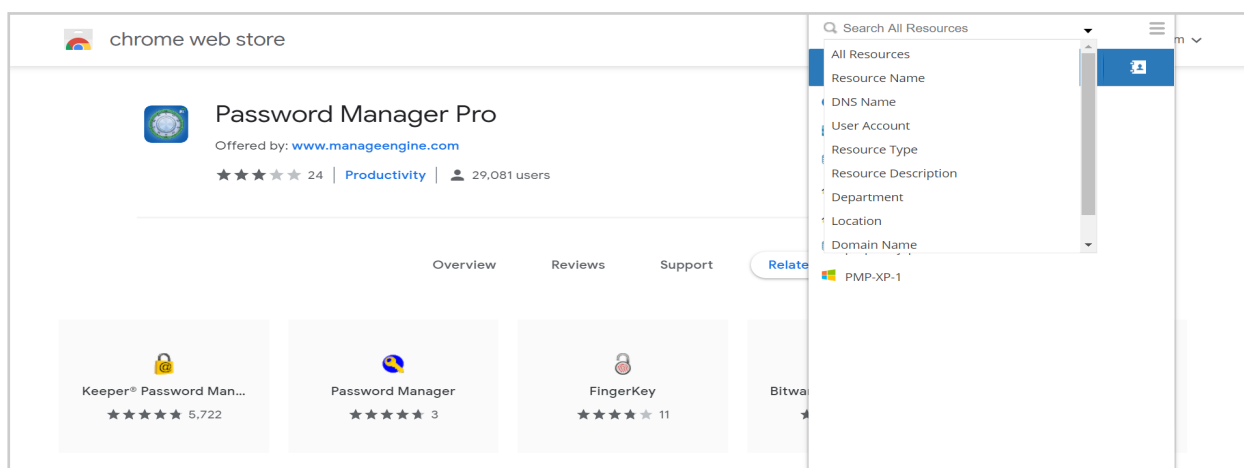 chrome web store
Search All Resources
m
All Resources
Resource Name
DNS Name
User Account
Resource Type
Resource Description
Department
Location
Domain Name
PMP-XP-1
Password Manager Pro
Offered by: www.manageengine.com
24 | Productivity | 29,081 users
Overview Reviews Support Relate
Keeper® Password Man...
5,722
Password Manager
3
FingerKey
11
Bitwa